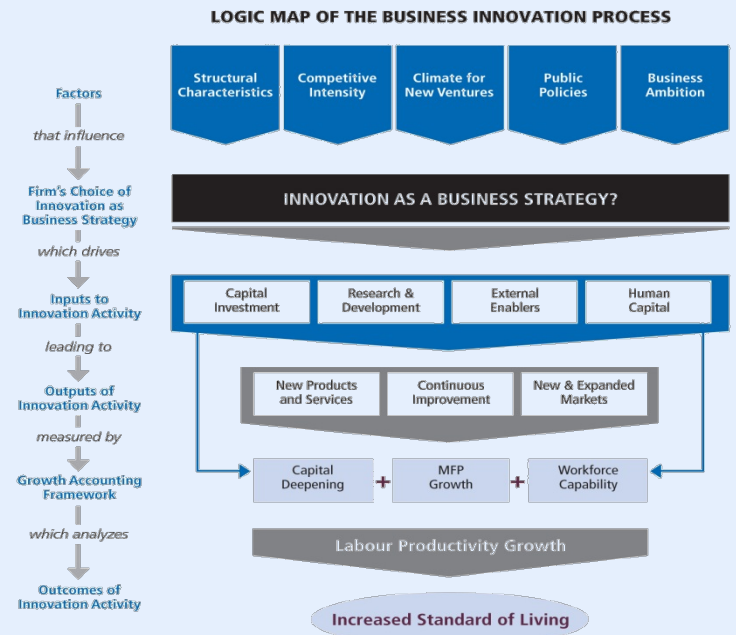 LOGIC MAP OF THE BUSINESS INNOVATION PROCESS
Factors
that influence
Firm's Choice of
Innovation as
Business Strategy
which drives
Inputs to
Innovation Activity
leading to
Outputs of
Innovation Activity
measured by
Growth Accounting
Framework
which analyzes
Outcomes of
Innovation Activity
Structural
Characteristics
Competitive
Intensity
Climate for
New Ventures
Public
Policies
Business
Ambition
INNOVATION AS A BUSINESS STRATEGY?
Capital
Investment
Research &
Development
External
Enablers
Human
Capital
New Products
and Services
Continuous
Improvement
New & Expanded
Markets
Capital
Deepening
+
MFP
Growth
+
Workforce
Capability
Labour Productivity Growth
Increased Standard of Living